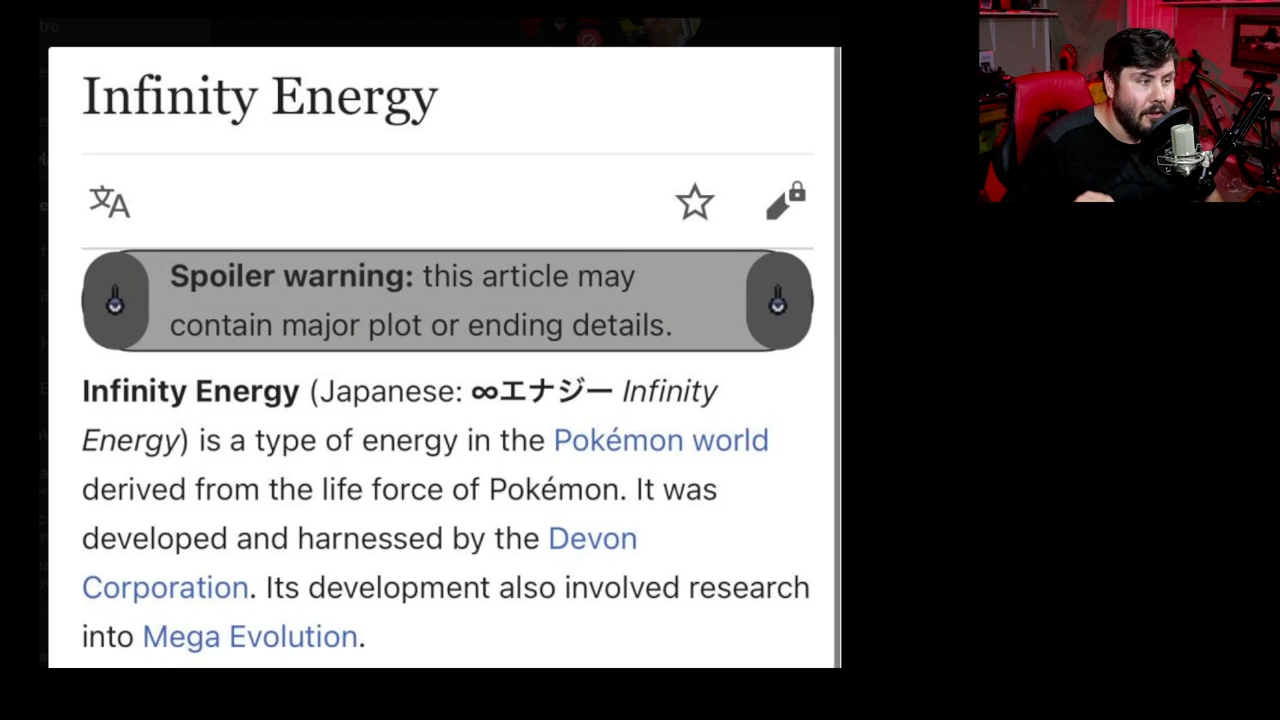 Infinity Energy
文A
Spoiler warning: this article may
contain major plot or ending details.
Infinity Energy (Japanese: ∞エナジー Infinity
Energy) is a type of energy in the Pokémon world
derived from the life force of Pokémon. It was
developed and harnessed by the Devon
Corporation. Its development also involved research
into Mega Evolution.